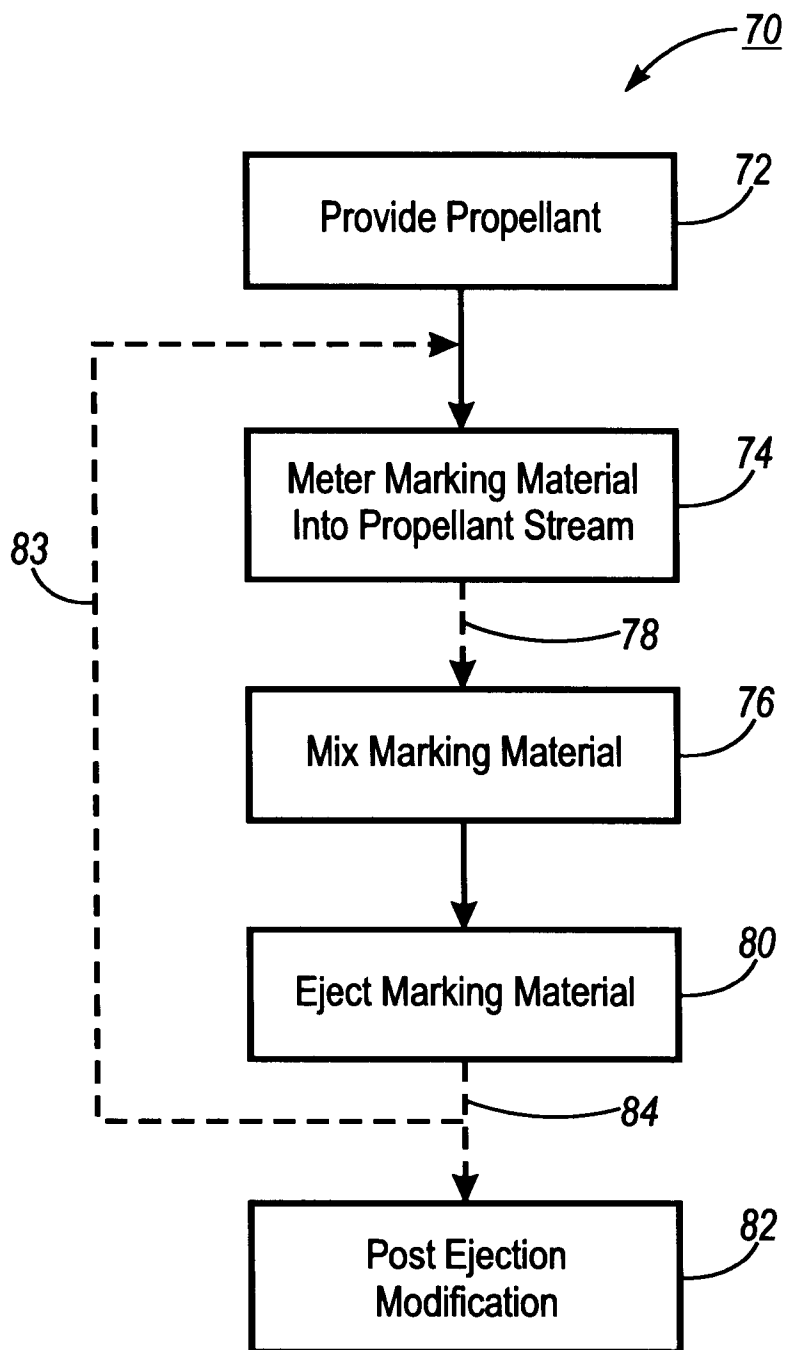 70
Provide Propellant
72
Meter Marking Material
Into Propellant Stream
74
83
78
Mix Marking Material
76
Eject Marking Material
80
84
Post Ejection
Modification
82